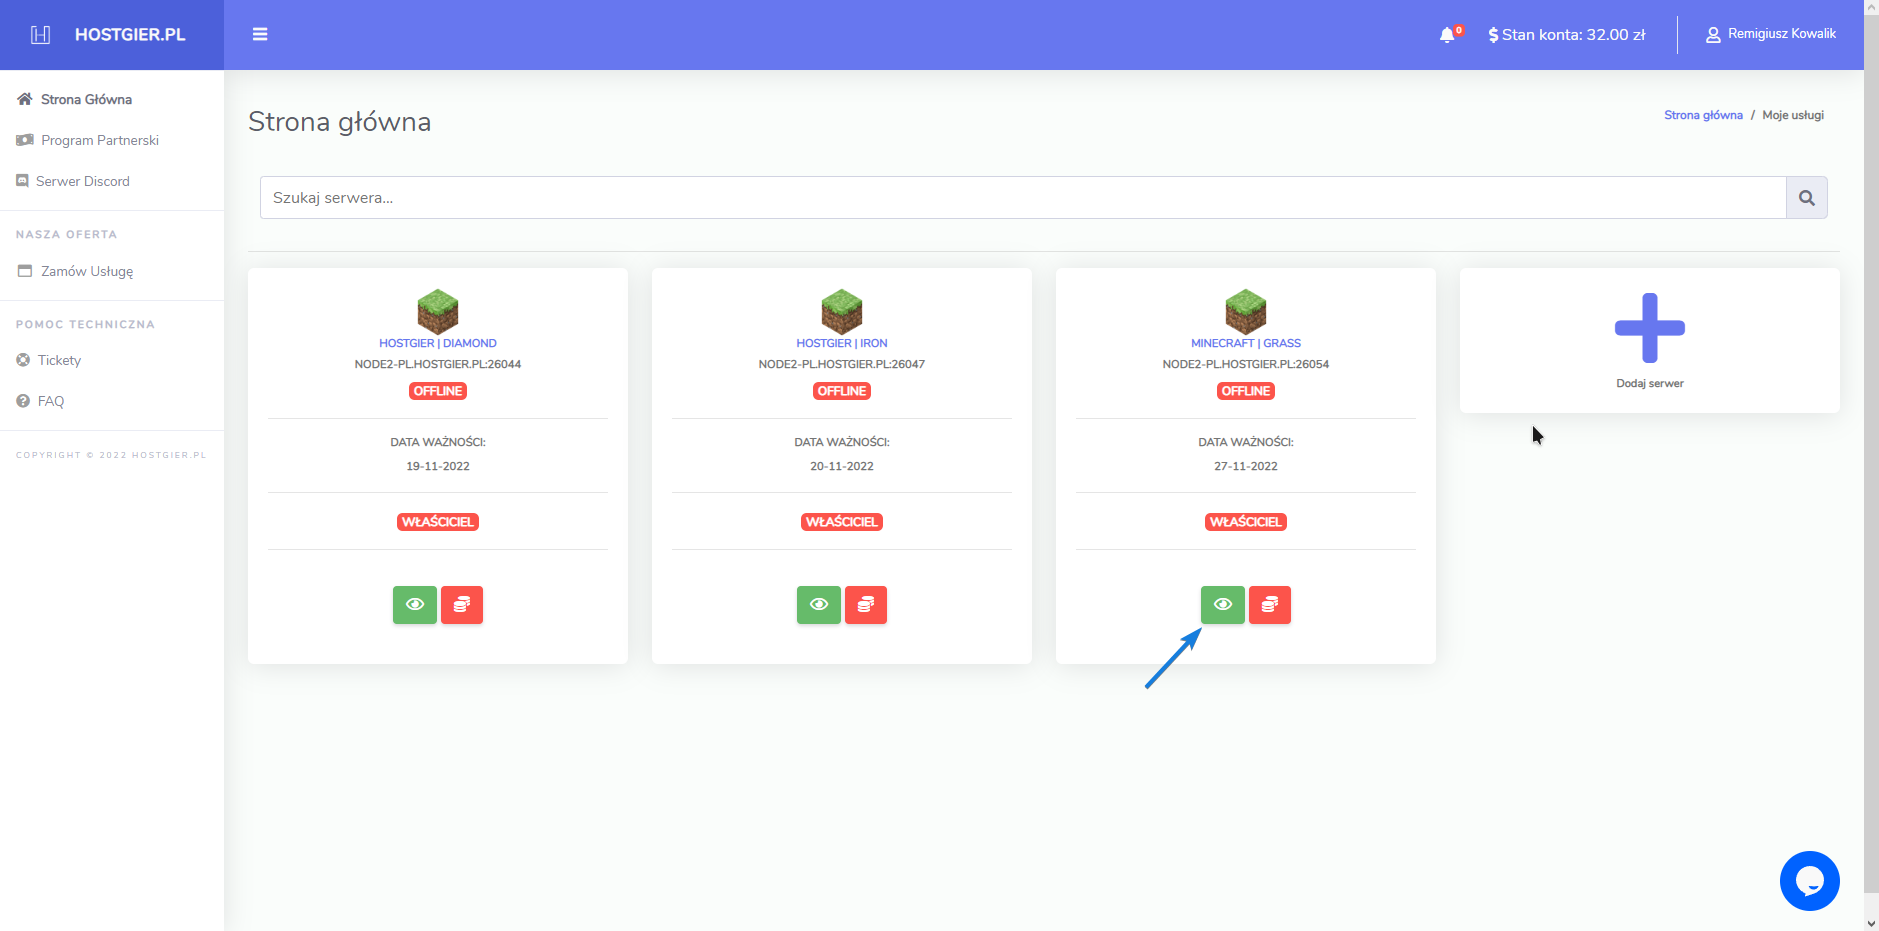 HOSTGIER.PL
0
Stan konta: 32.00 zł
Remigiusz Kowalik
Strona Główna
Program Partnerski
Serwer Discord
NASZA OFERTA
Zamów Usługę
POMOC TECHNICZNA
Tickety
FAQ
COPYRIGHT © 2022 HOSTGIER.PL
Strona główna
Strona główna / Moje usługi
Szukaj serwera...
HOSTGIER | DIAMOND
NODE2-PL.HOSTGIER.PL:26044
OFFLINE
DATA WAŻNOŚCI:
19-11-2022
WŁAŚCICIEL
HOSTGIER | IRON
NODE2-PL.HOSTGIER.PL:26047
OFFLINE
DATA WAŻNOŚCI:
20-11-2022
WŁAŚCICIEL
MINECRAFT | GRASS
NODE2-PL.HOSTGIER.PL:26054
OFFLINE
DATA WAŻNOŚCI:
27-11-2022
WŁAŚCICIEL
Dodaj serwer